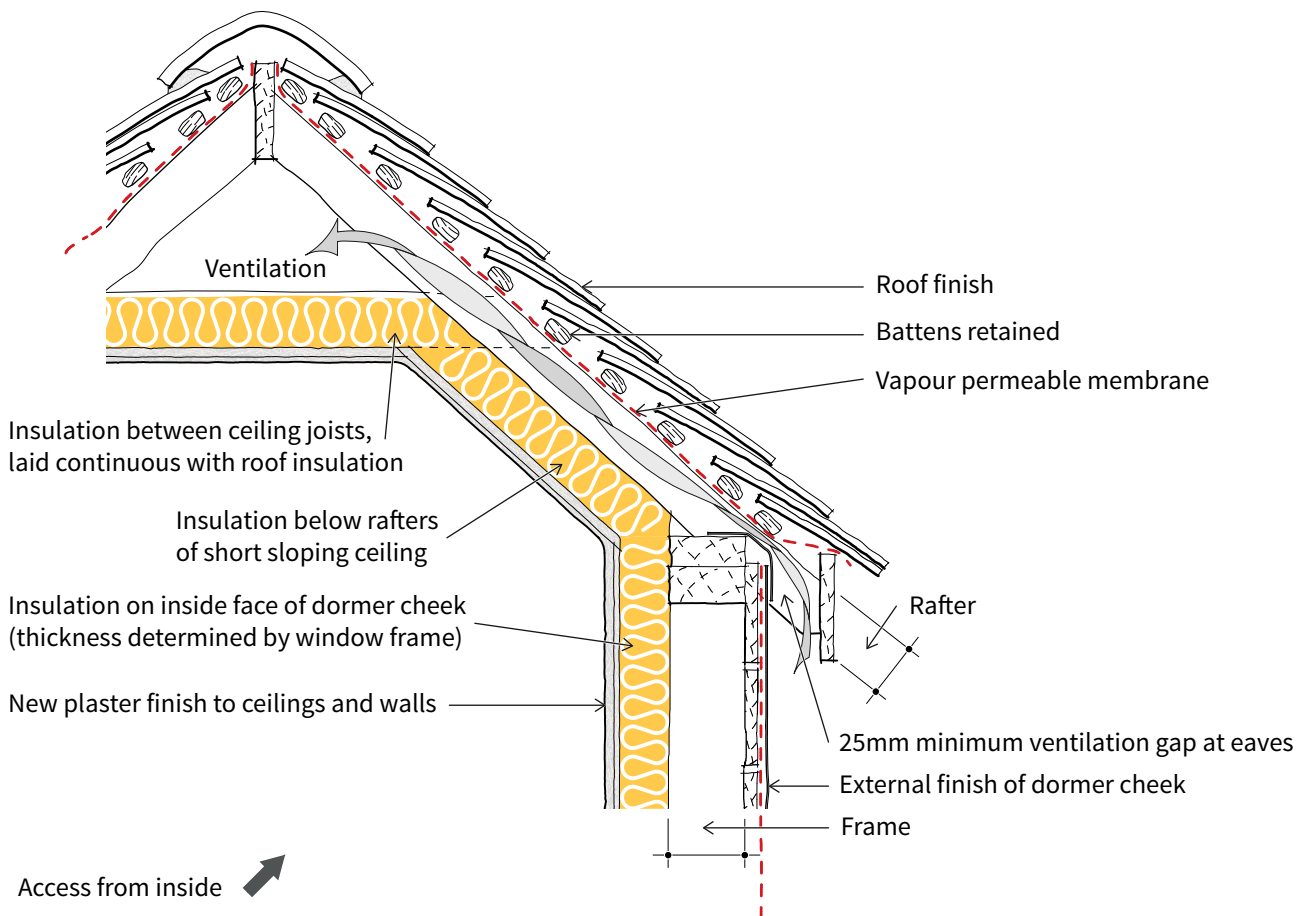 Ventilation
Roof finish
Battens retained
Vapour permeable membrane
Insulation between ceiling joists,
laid continuous with roof insulation
Insulation below rafters
of short sloping ceiling
Insulation on inside face of dormer cheek
(thickness determined by window frame)
Rafter
New plaster finish to ceilings and walls
25mm minimum ventilation gap at eaves
External finish of dormer cheek
Frame
Access from inside